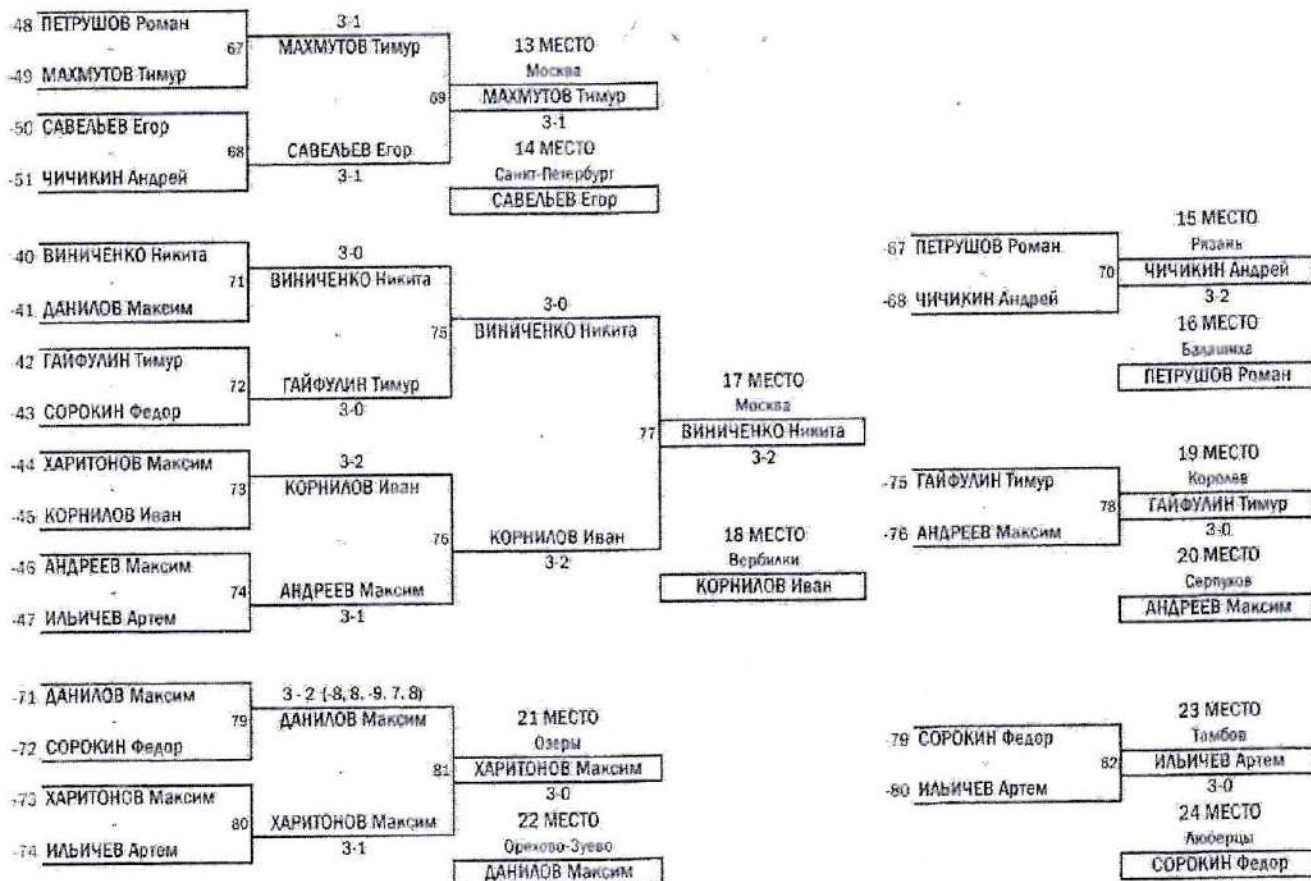 -48 ПЕТРУШОВ Роман
3-1
67
МАХМУТОВ Тимур
-49 МАХМУТОВ Тимур
13 МЕСТО
Москва
69
МАХМУТОВ Тимур
3-1
-50 САВЕЛЬЕВ Егор
68
САВЕЛЬЕВ Егор
3-1
-51 ЧИЧИКИН Андрей
14 МЕСТО
Санкт-Петербург
САВЕЛЬЕВ Егор
-67 ПЕТРУШОВ Роман
70
-68 ЧИЧИКИН Андрей
15 МЕСТО
Рязань
ЧИЧИКИН Андрей
3-2
16 МЕСТО
Балашиха
ПЕТРУШОВ Роман
-40 ВИНИЧЕНКО Никита
3-0
71
ВИНИЧЕНКО Никита
-41 ДАНИЛОВ Максим
75
3-0
ВИНИЧЕНКО Никита
-42 ГАЙФУЛИН Тимур
72
ГАЙФУЛИН Тимур
3-0
-43 СОРОКИН Федор
77
17 МЕСТО
Москва
ВИНИЧЕНКО Никита
3-2
-44 ХАРИТОНОВ Максим
3-2
73
КОРНИЛОВ Иван
-45 КОРНИЛОВ Иван
76
КОРНИЛОВ Иван
3-2
-46 АНДРЕЕВ Максим
74
АНДРЕЕВ Максим
3-1
-47 ИЛЬИЧЕВ Артем
18 МЕСТО
Вербилки
КОРНИЛОВ Иван
-75 ГАЙФУЛИН Тимур
78
-76 АНДРЕЕВ Максим
19 МЕСТО
Королев
ГАЙФУЛИН Тимур
3-0
20 МЕСТО
Серпухов
АНДРЕЕВ Максим
-71 ДАНИЛОВ Максим
3 - 2 (-8, 8, -9, 7, 8)
79
ДАНИЛОВ Максим
-72 СОРОКИН Федор
21 МЕСТО
Озеры
81
ХАРИТОНОВ Максим
3-0
-73 ХАРИТОНОВ Максим
80
ХАРИТОНОВ Максим
3-1
-74 ИЛЬИЧЕВ Артем
22 МЕСТО
Орехово-Зуево
ДАНИЛОВ Максим
-79 СОРОКИН Федор
82
-80 ИЛЬИЧЕВ Артем
23 МЕСТО
Тамбов
ИЛЬИЧЕВ Артем
3-0
24 МЕСТО
Люберцы
СОРОКИН Федор